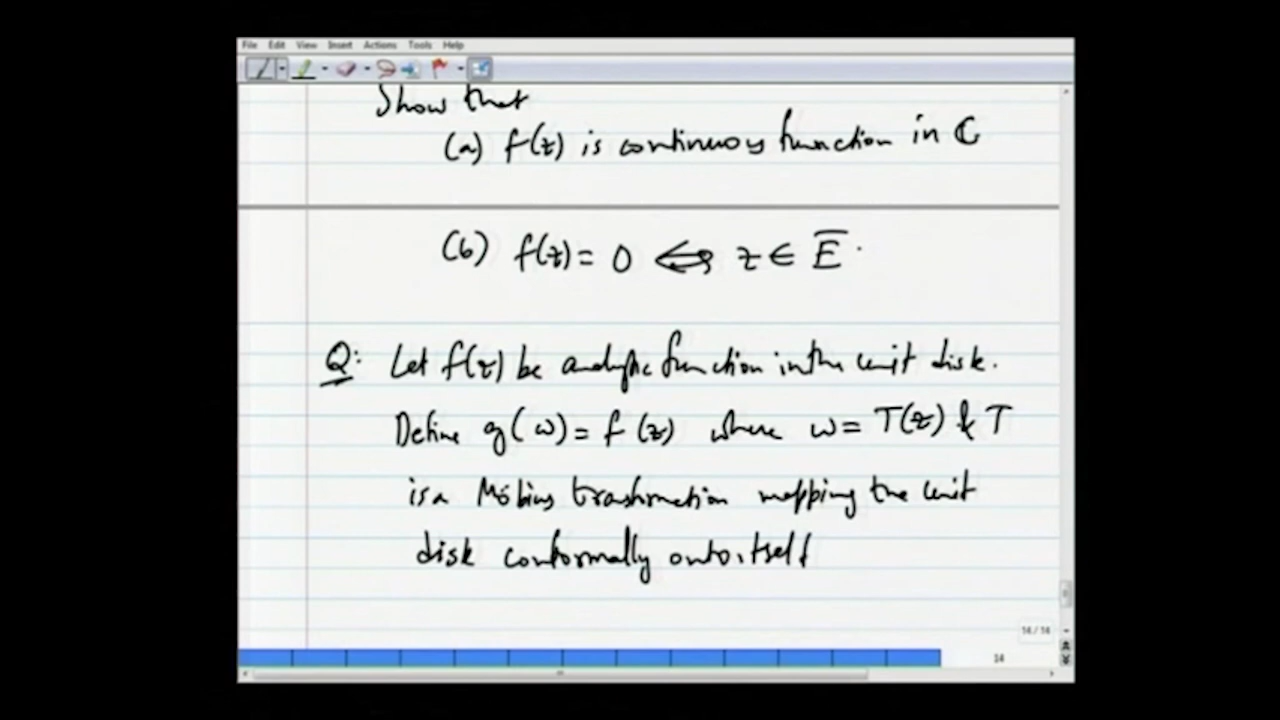 File Edit View Insert Actions Tools Help
Show that
(a) f(z) is continuous function in ℂ
(b) f(z) = 0 ⟺ z ∈ E̅.
Q: Let f(z) be analytic function in the unit disk.
Define g(ω) = f(z) where ω = T(z) & T
is a Möbius transformation mapping the unit
disk conformally onto itself
14 / 14
14